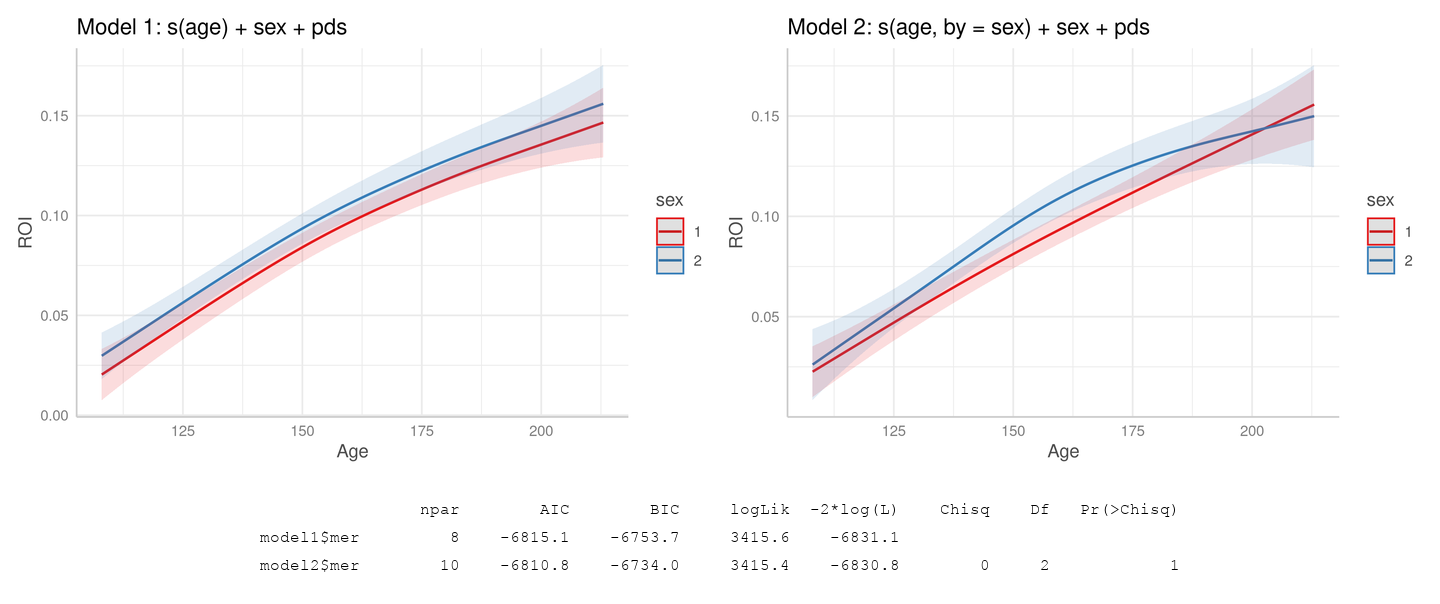 Model 1: s(age) + sex + pds
0.15
0.10
0.05
0.00
ROI
125 150 175 200
Age
sex
1
2
Model 2: s(age, by = sex) + sex + pds
0.15
0.10
0.05
ROI
125 150 175 200
Age
sex
1
2
npar AIC BIC logLik -2*log(L) Chisq Df Pr(>Chisq)
model1$mer 8 -6815.1 -6753.7 3415.6 -6831.1
model2$mer 10 -6810.8 -6734.0 3415.4 -6830.8 0 2 1